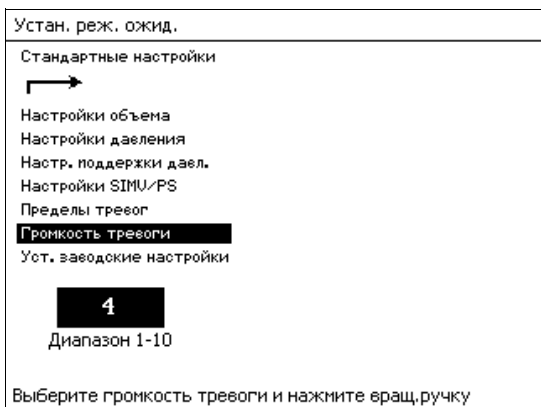 Устан. реж. ожид.
Стандартные настройки
Настройки объема
Настройки давления
Настр. поддержки давл.
Настройки SIMV/PS
Пределы тревог
Громкость тревоги
Уст. заводские настройки
4
Диапазон 1-10
Выберите громкость тревоги и нажмите вращ.ручку